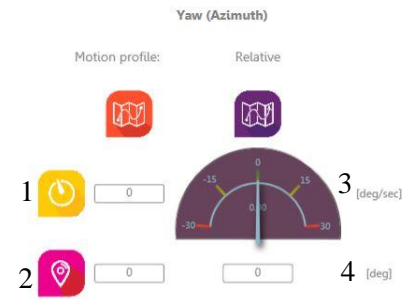 Yaw (Azimuth)
Motion profile: Relative
0
-15 15
1 0 3 [deg/sec]
0.00
-30 30
2 0 0 4 [deg]